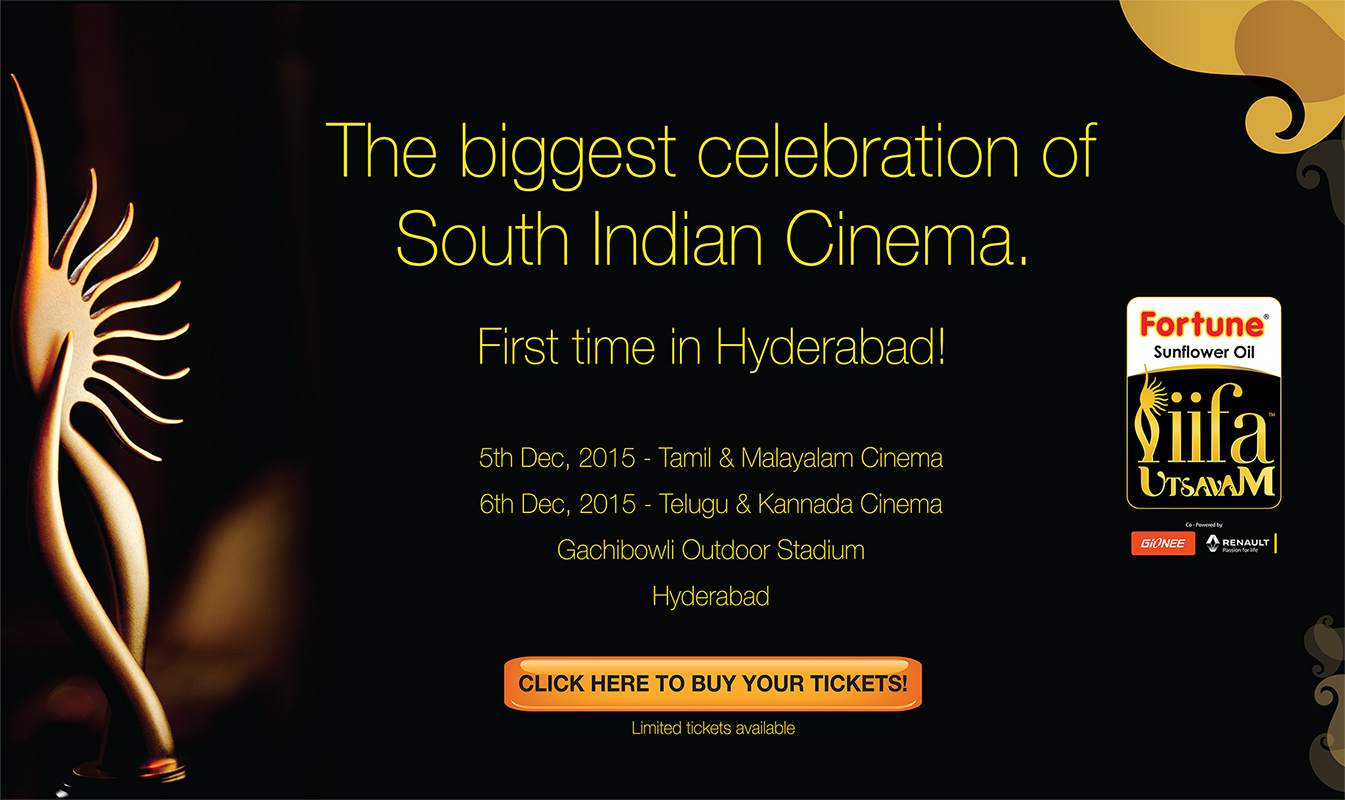 The biggest celebration of
South Indian Cinema.
First time in Hyderabad!
5th Dec, 2015 - Tamil & Malayalam Cinema
6th Dec, 2015 - Telugu & Kannada Cinema
Gachibowli Outdoor Stadium
Hyderabad
CLICK HERE TO BUY YOUR TICKETS!
Limited tickets available
Fortune®
Sunflower Oil
iifa™
UTSAVAM
Co - Powered by
GiONEE
RENAULT
Passion for life